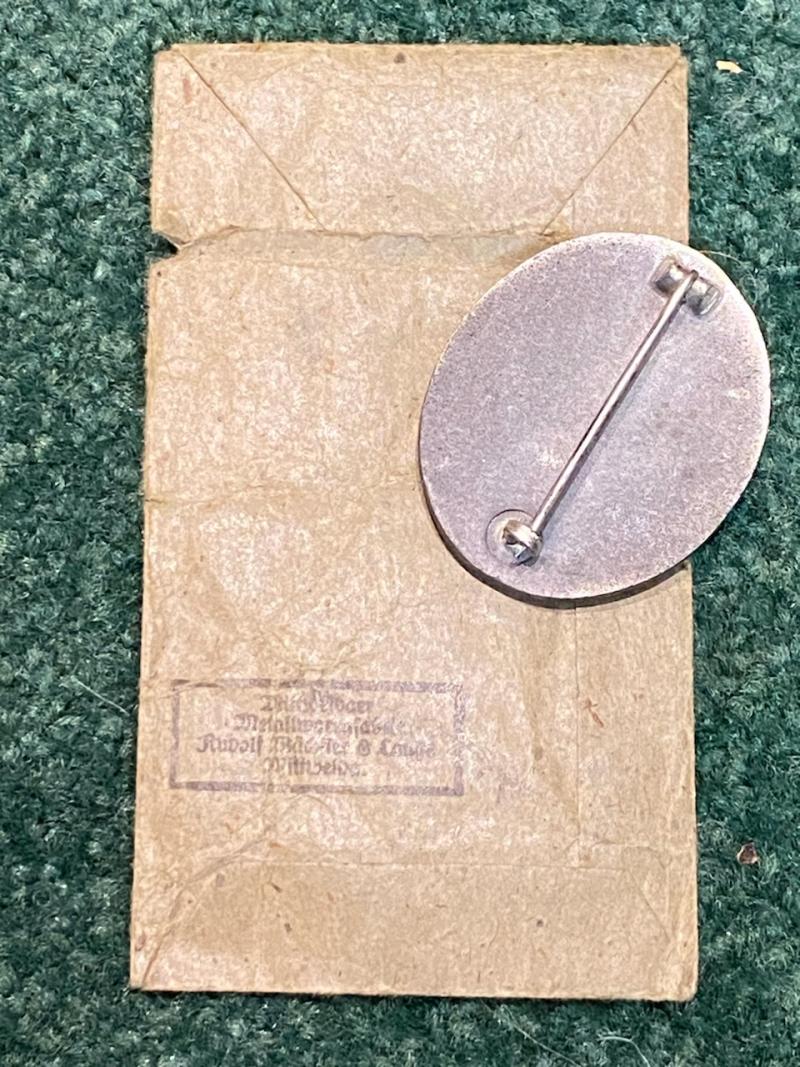 Metallwarenfabrik
Rudolf Wächtler & Lange
Mittweida.